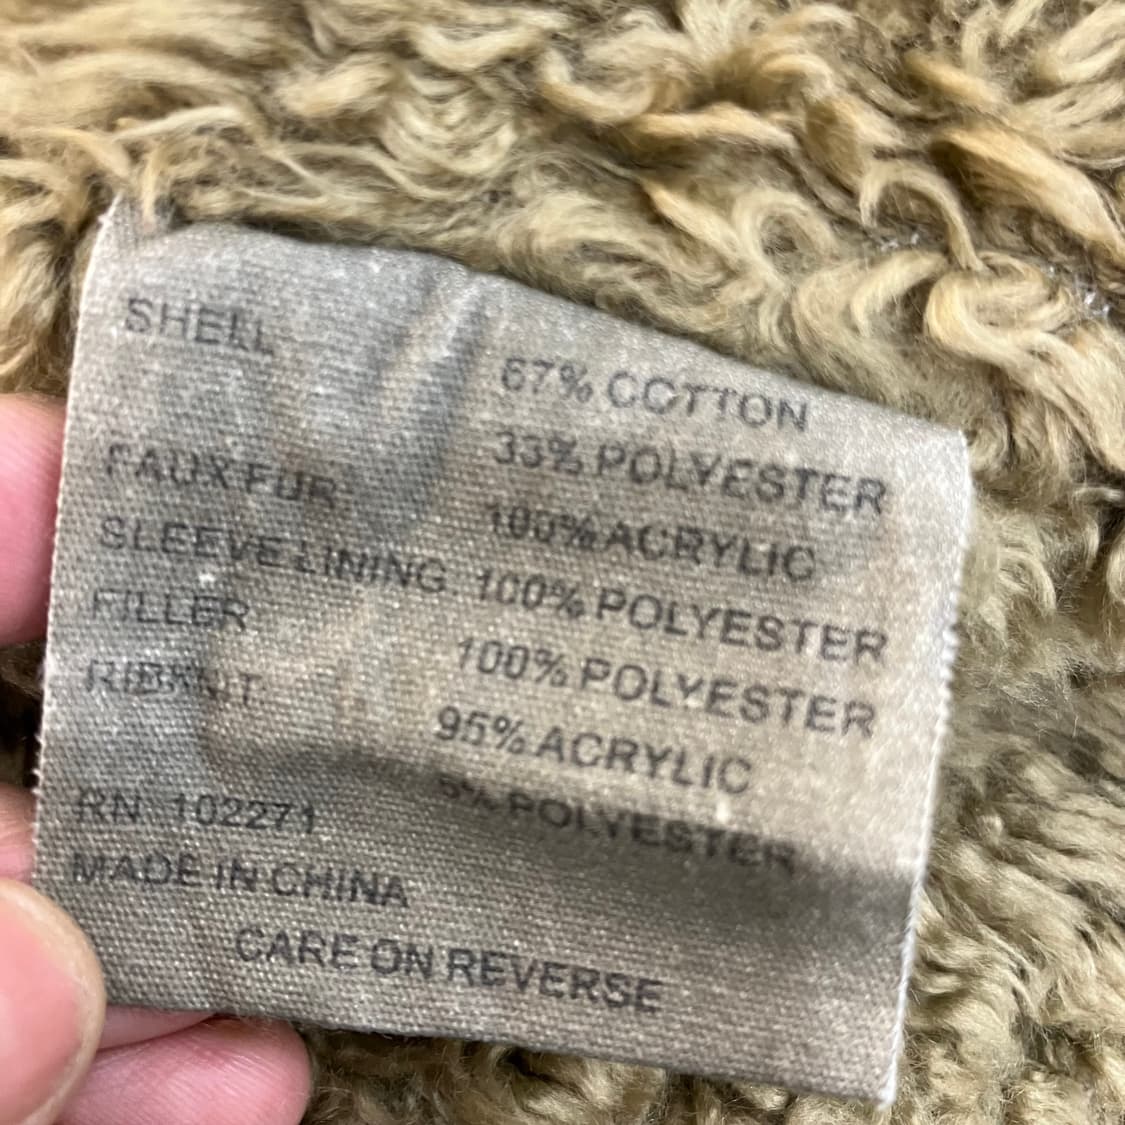 SHELL 67% COTTON
33% POLYESTER
FAUX FUR 100% ACRYLIC
SLEEVE LINING 100% POLYESTER
FILLER 100% POLYESTER
RIBKNIT: 95% ACRYLIC
5% POLYESTER
RN 102271
MADE IN CHINA
CARE ON REVERSE